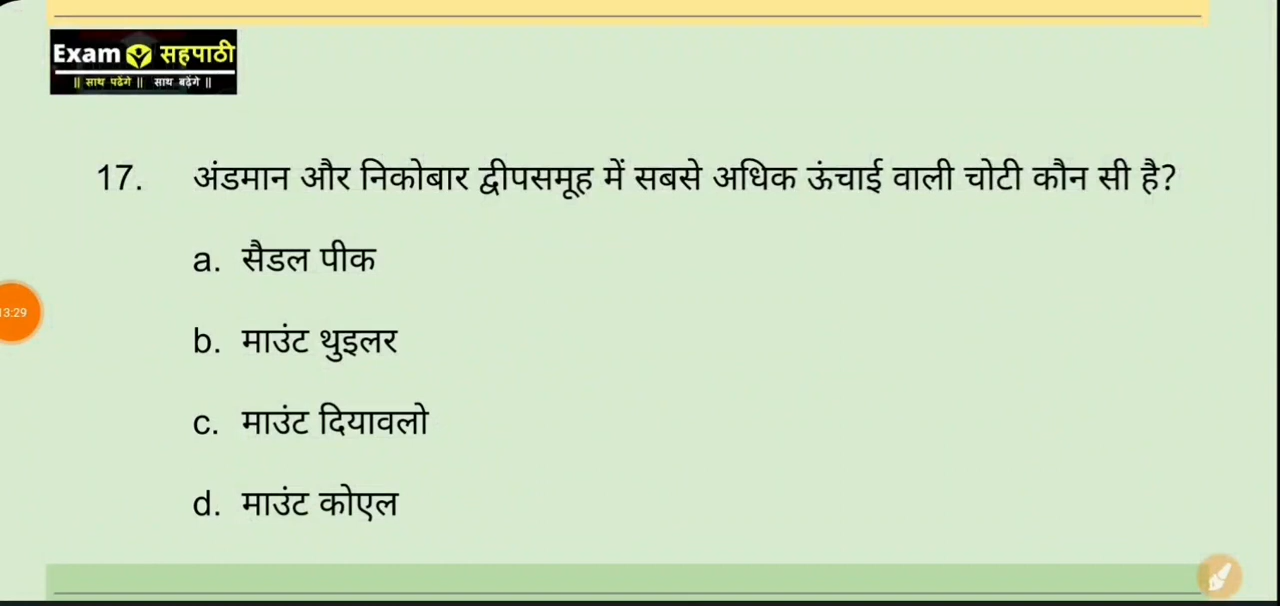 Exam सहपाठी
|| साथ पढेंगे || साथ बढ़ेंगे ||
17. अंडमान और निकोबार द्वीपसमूह में सबसे अधिक ऊंचाई वाली चोटी कौन सी है?
a. सैडल पीक
13:29
b. माउंट थुइलर
c. माउंट दियावलो
d. माउंट कोएल